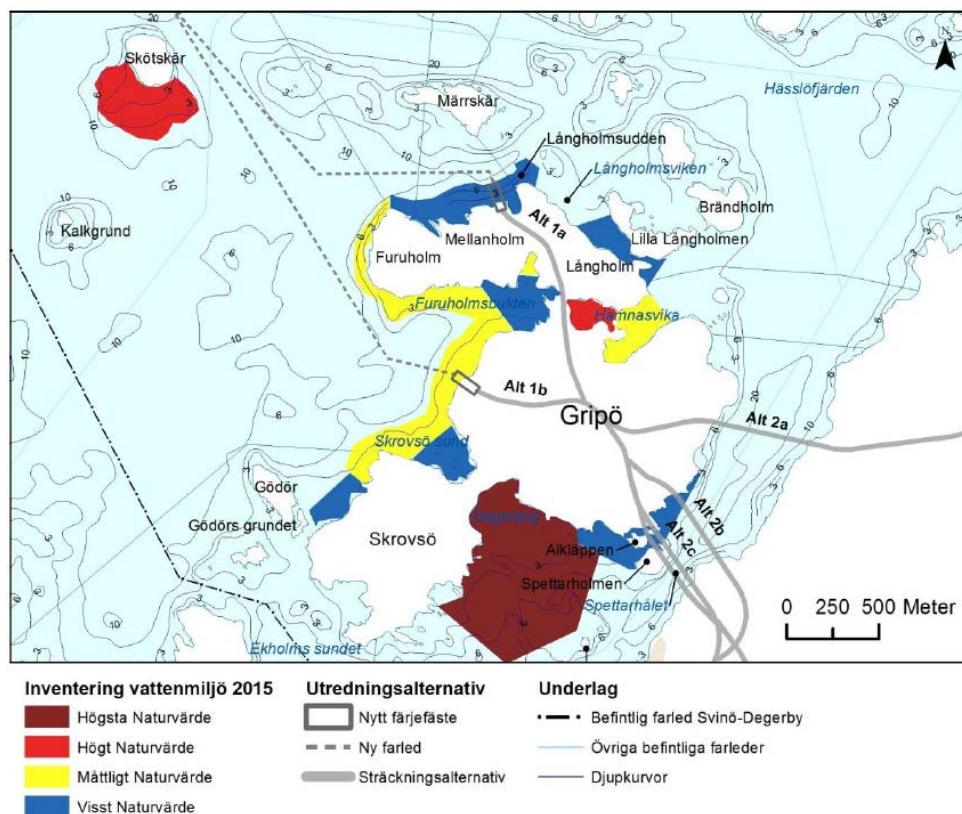 Skötskär
Märrskär
Hässlöfjärden
Långholmsudden
Långholmsviken
Brändholm
Kalkgrund
Mellanholm
Alt 1a
Lilla Långholmen
Furuholm
Långholm
Furuholmsbukten
Hamnasvika
Alt 1b
Gripö
Alt 2a
Skrovsö sund
Gödör
Gödörs grundet
Skrovsö
Alt 2b
Alkläppen
Alt 2c
Spettarholmen
Spettarhålet
Ekholms sundet
0 250 500 Meter
Inventering vattenmiljö 2015
Högsta Naturvärde
Högt Naturvärde
Måttligt Naturvärde
Visst Naturvärde
Utredningsalternativ
Nytt färjefäste
Ny farled
Sträckningsalternativ
Underlag
Befintlig farled Svinö-Degerby
Övriga befintliga farleder
Djupkurvor